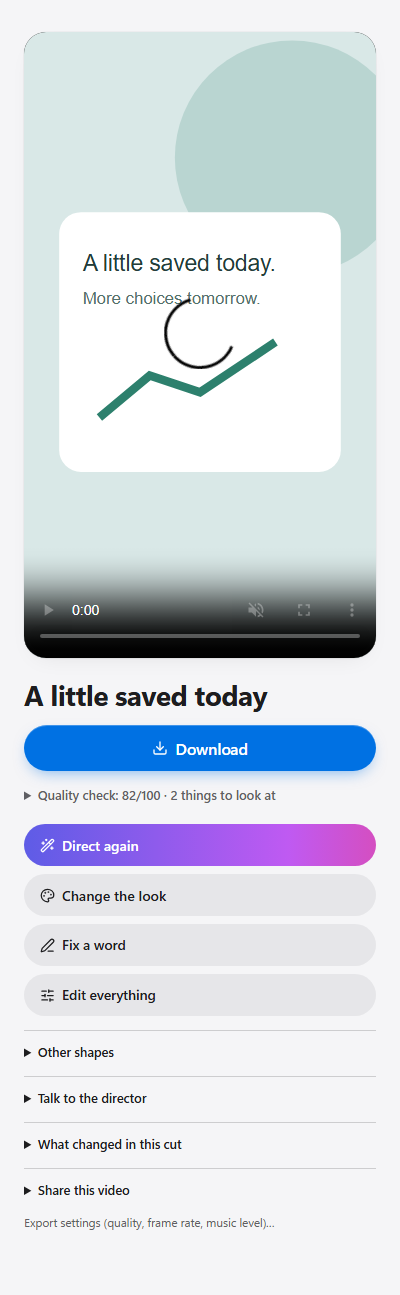 A little saved today.
More choices tomorrow.
0:00
A little saved today
Download
Quality check: 82/100 · 2 things to look at
Direct again
Change the look
Fix a word
Edit everything
Other shapes
Talk to the director
What changed in this cut
Share this video
Export settings (quality, frame rate, music level)...